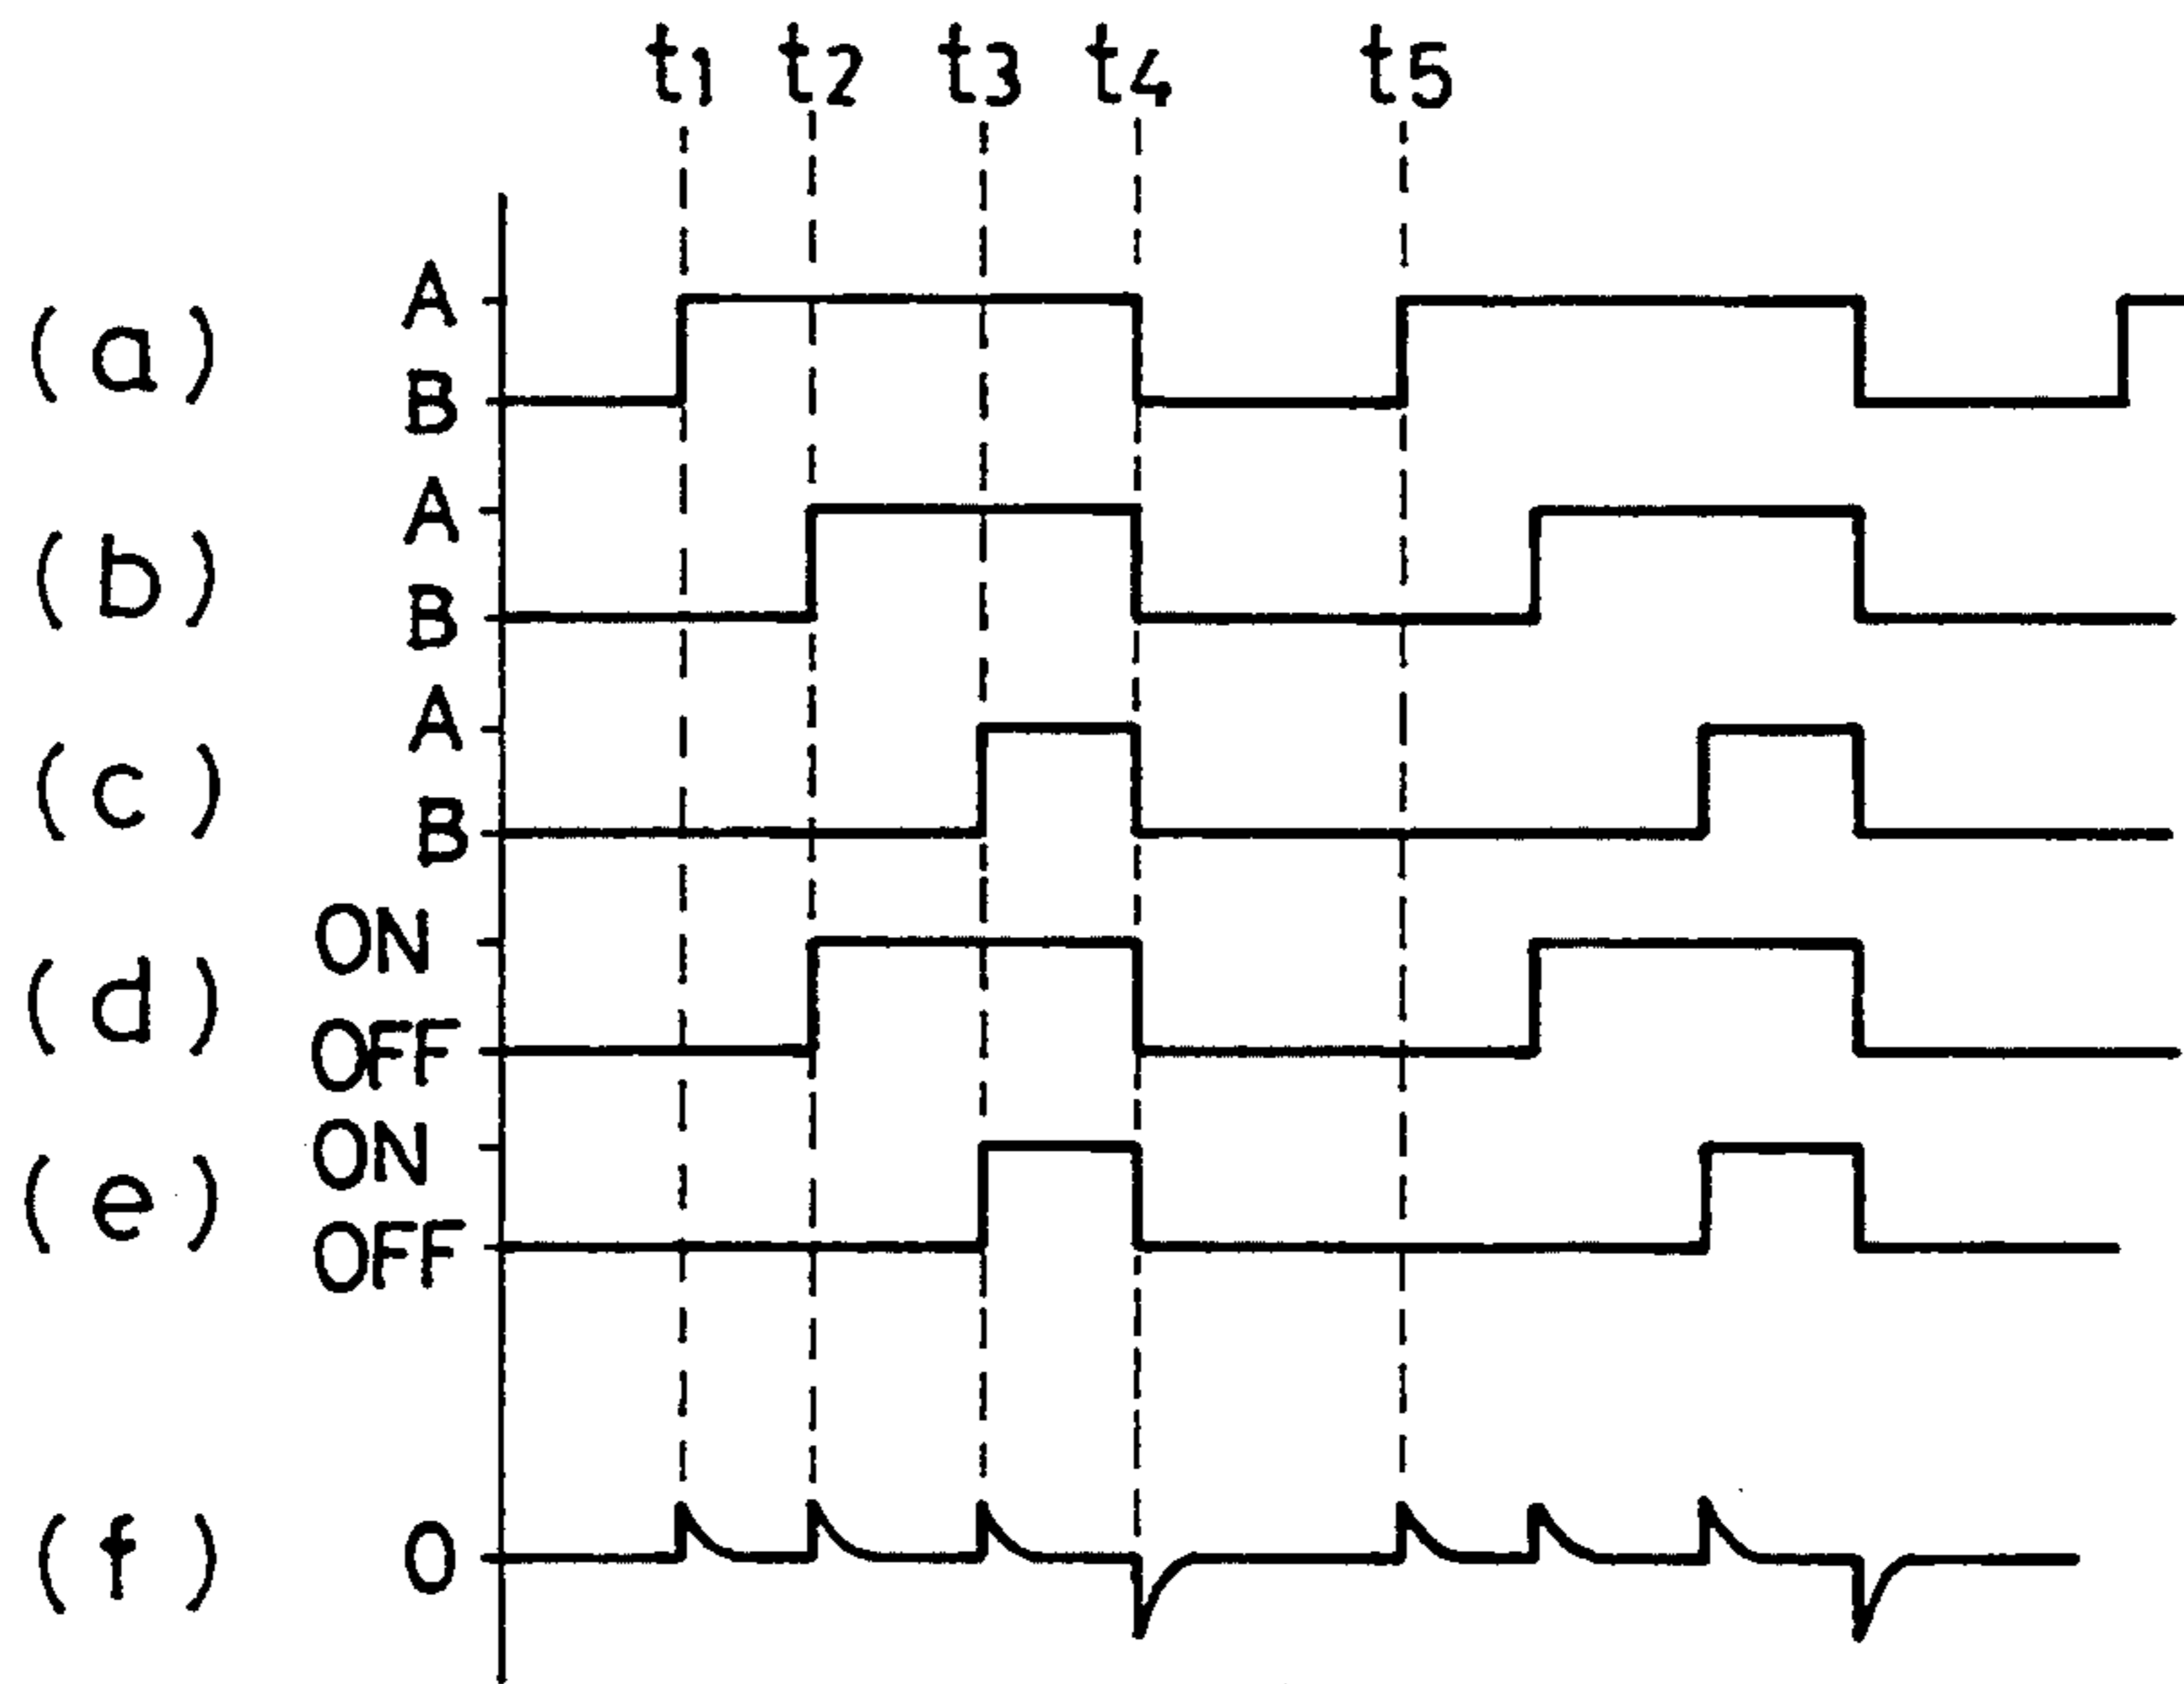 t1 t2 t3 t4 t5
(a) A
B
(b) A
B
(c) A
B
(d) ON
OFF
(e) ON
OFF
(f) 0